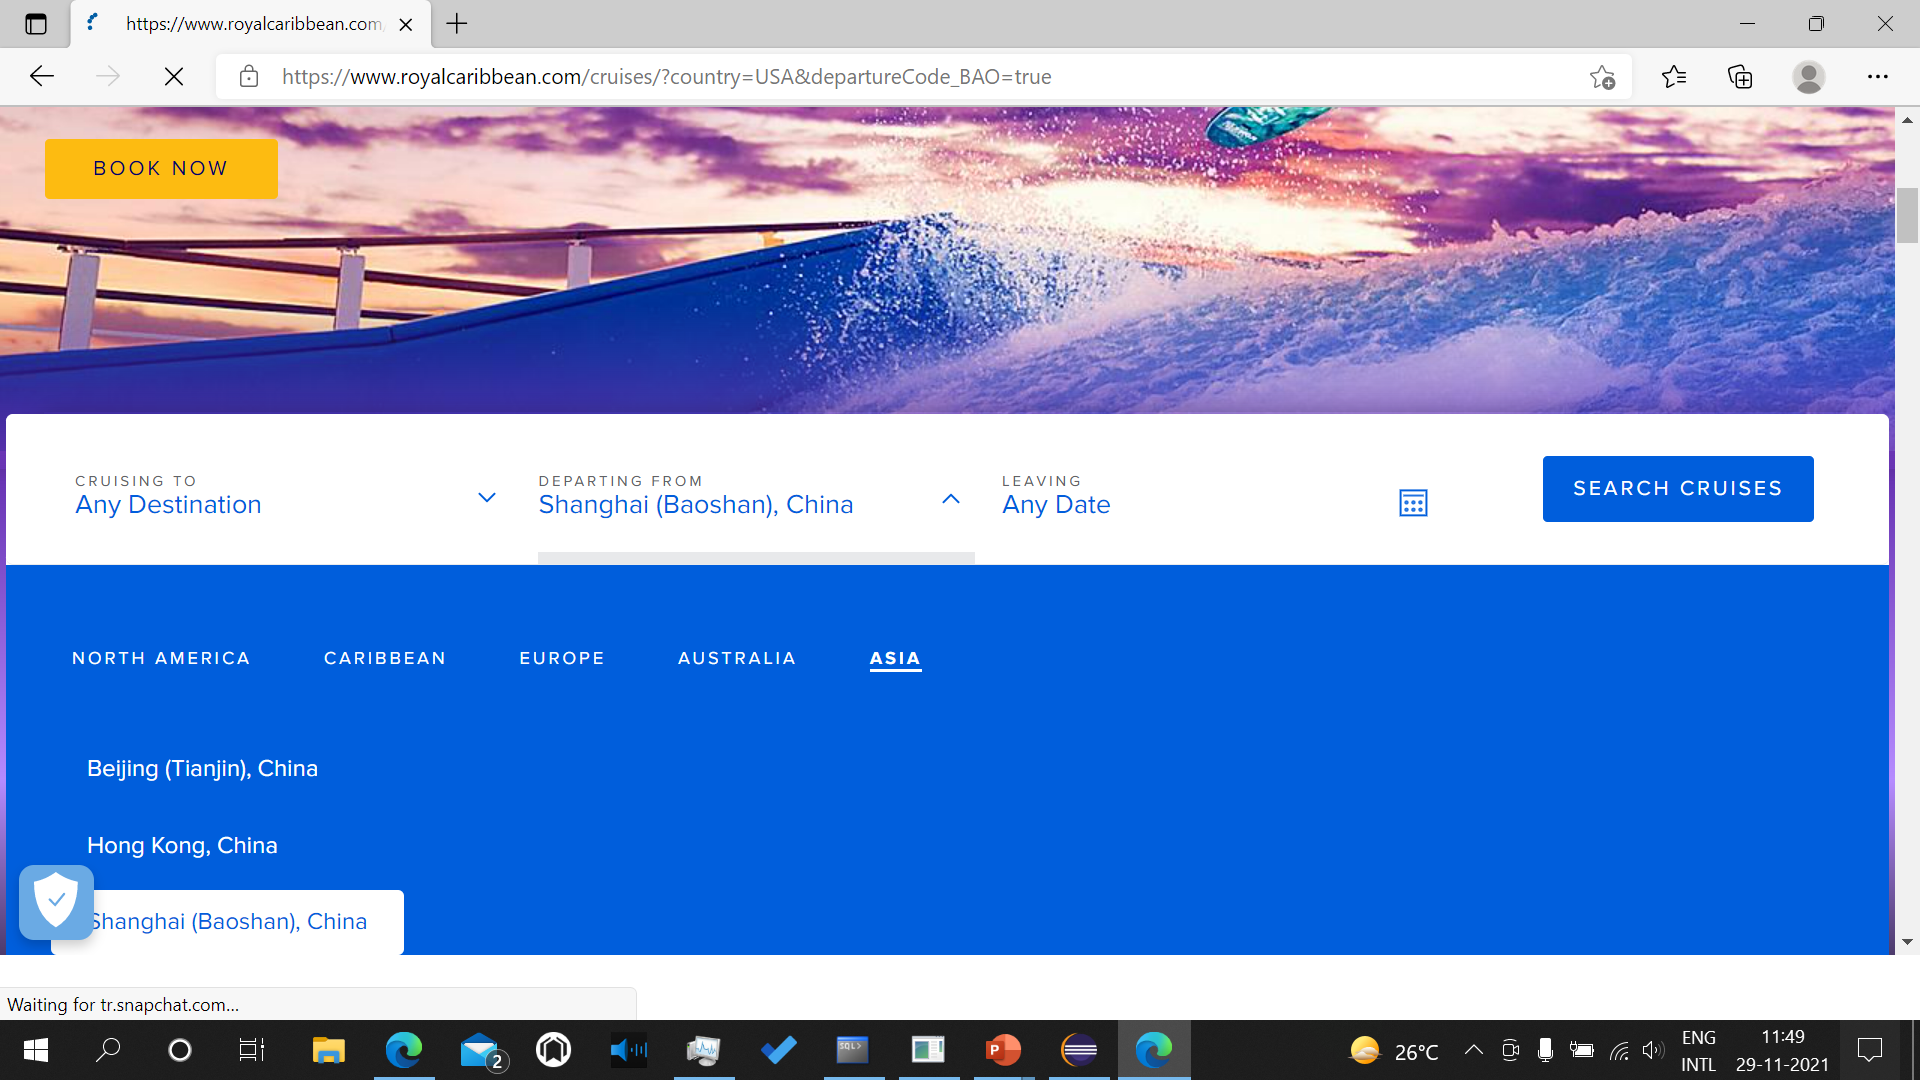 https://www.royalcaribbean.com/
https://www.royalcaribbean.com/cruises/?country=USA&departureCode_BAO=true
BOOK NOW
CRUISING TO
Any Destination
DEPARTING FROM
Shanghai (Baoshan), China
LEAVING
Any Date
SEARCH CRUISES
NORTH AMERICA CARIBBEAN EUROPE AUSTRALIA ASIA
Beijing (Tianjin), China
Hong Kong, China
Shanghai (Baoshan), China
Waiting for tr.snapchat.com...
2
SQL>
P
26°C
ENG
INTL
11:49
29-11-2021